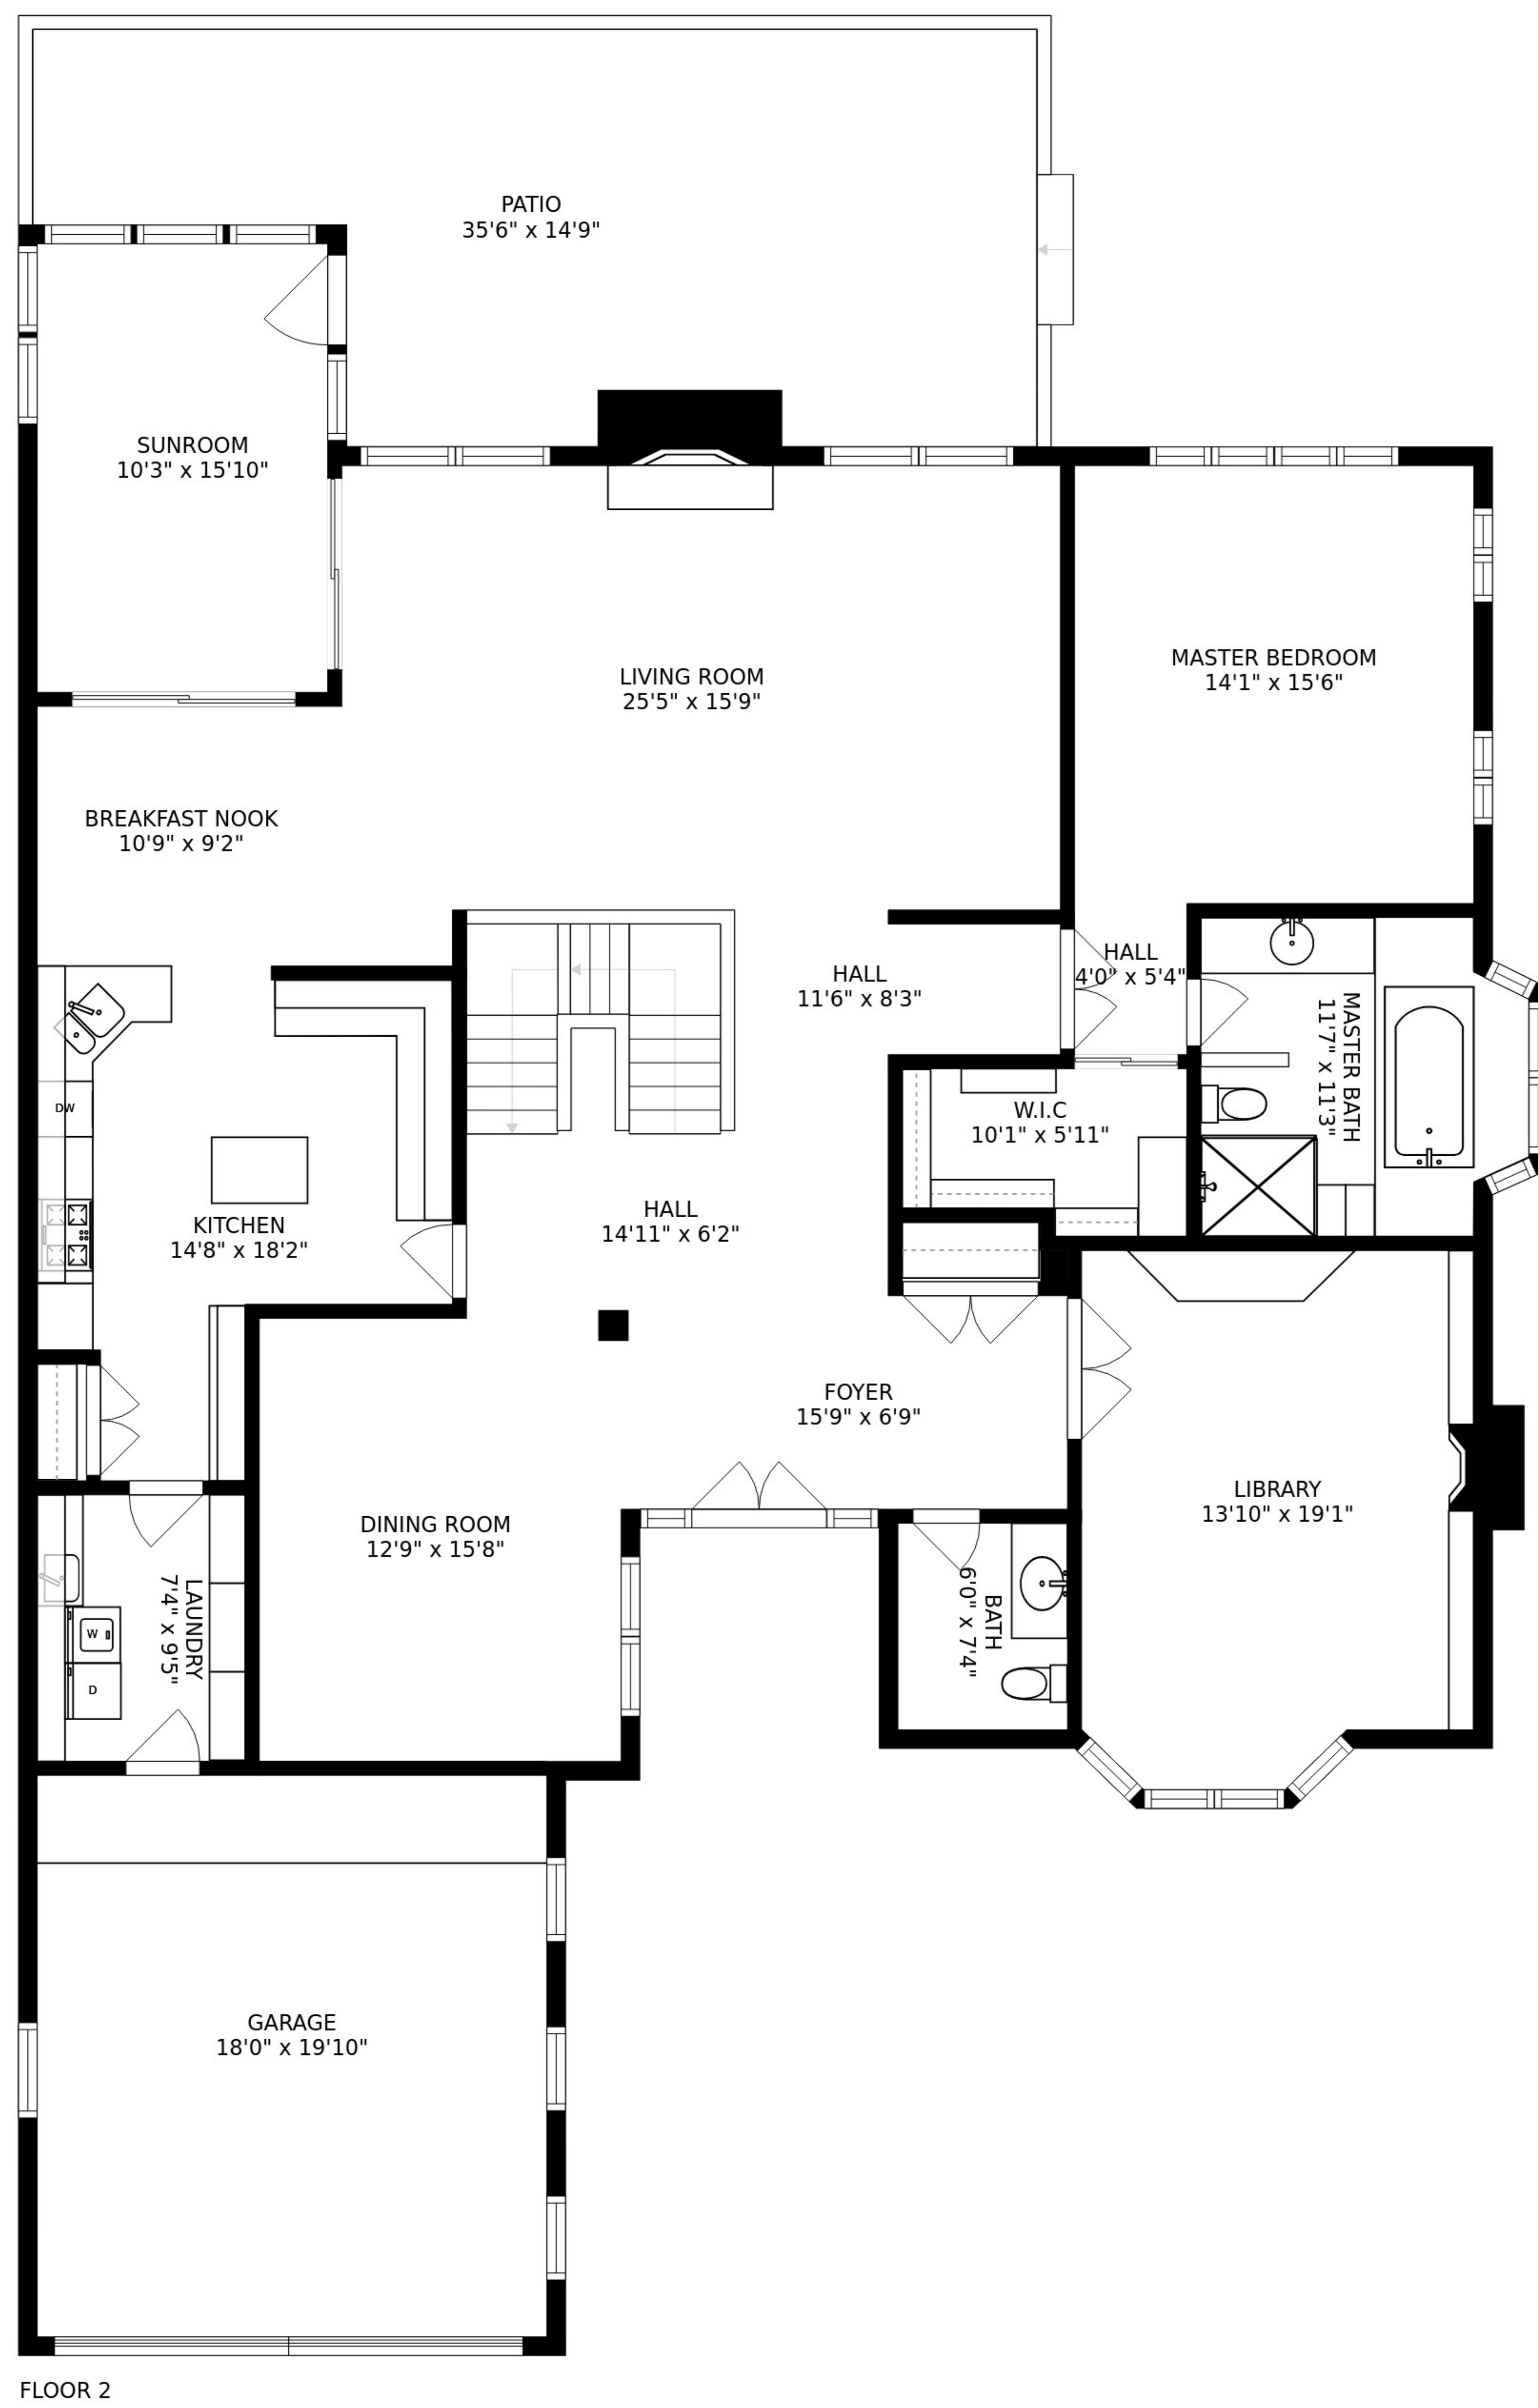 PATIO
35'6" x 14'9"
SUNROOM
10'3" x 15'10"
LIVING ROOM
25'5" x 15'9"
MASTER BEDROOM
14'1" x 15'6"
BREAKFAST NOOK
10'9" x 9'2"
HALL
11'6" x 8'3"
HALL
4'0" x 5'4"
MASTER BATH
11'7" x 11'3"
DW
W.I.C
10'1" x 5'11"
KITCHEN
14'8" x 18'2"
HALL
14'11" x 6'2"
FOYER
15'9" x 6'9"
LIBRARY
13'10" x 19'1"
DINING ROOM
12'9" x 15'8"
LAUNDRY
7'4" x 9'5"
W
D
BATH
6'0" x 7'4"
GARAGE
18'0" x 19'10"
FLOOR 2